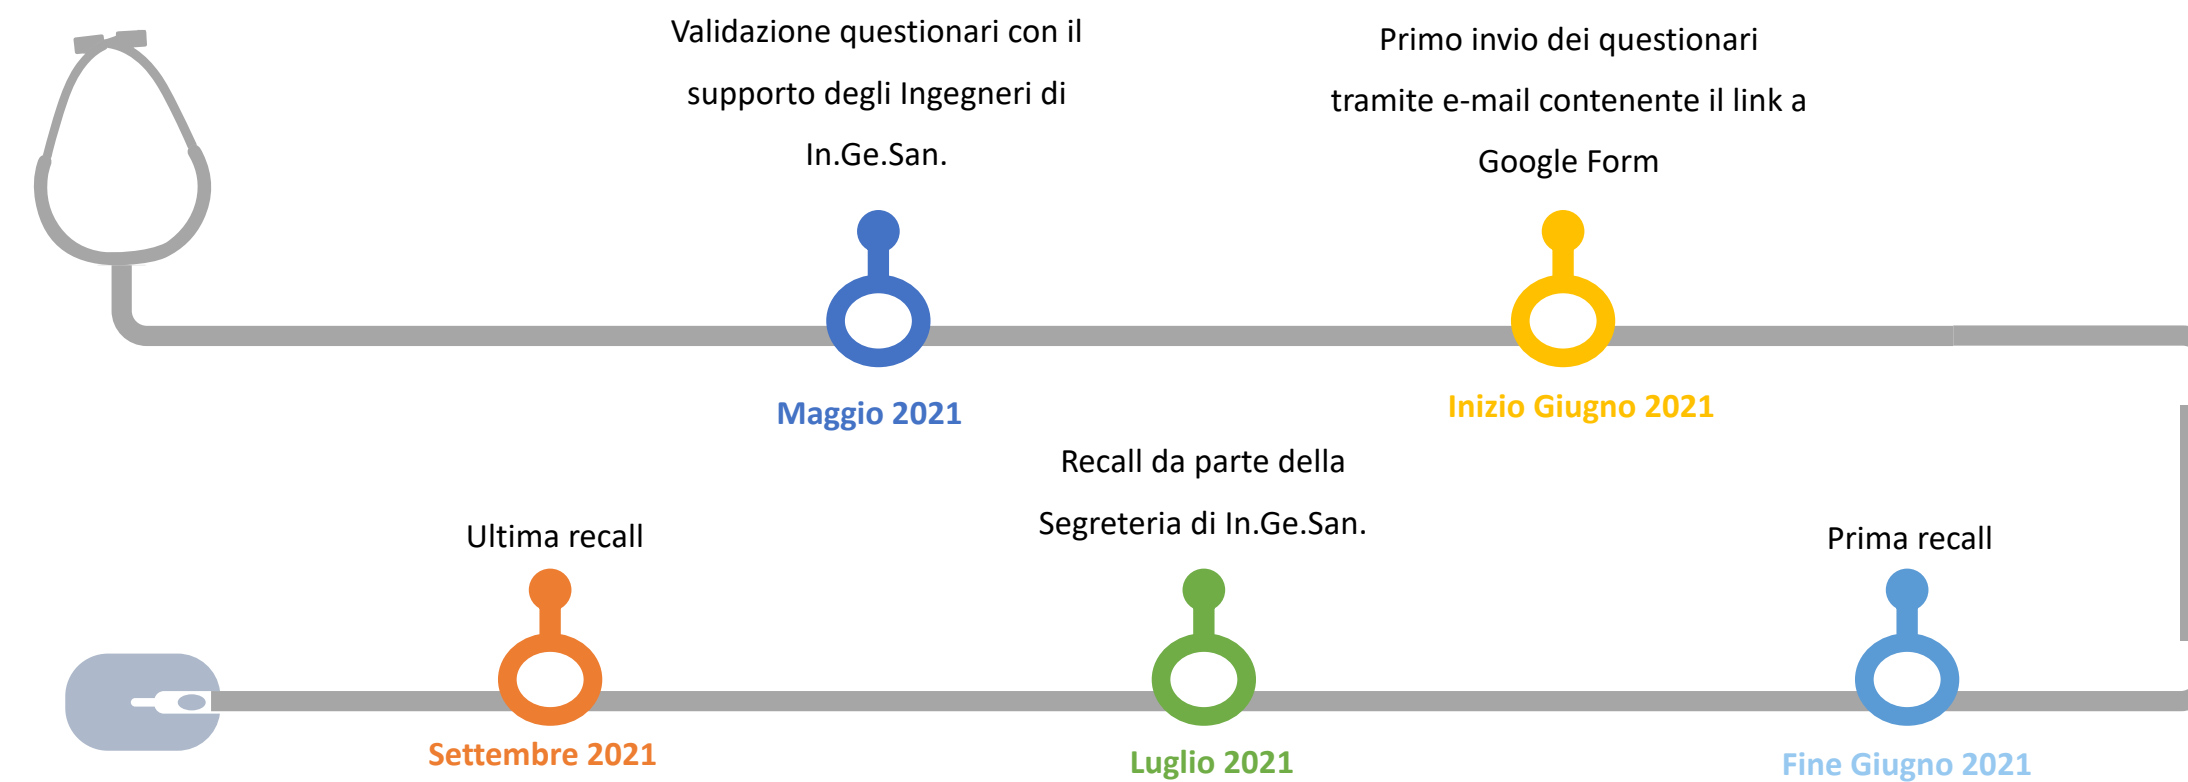 Validazione questionari con il
supporto degli Ingegneri di
In.Ge.San.
Maggio 2021
Primo invio dei questionari
tramite e-mail contenente il link a
Google Form
Inizio Giugno 2021
Prima recall
Fine Giugno 2021
Recall da parte della
Segreteria di In.Ge.San.
Luglio 2021
Ultima recall
Settembre 2021